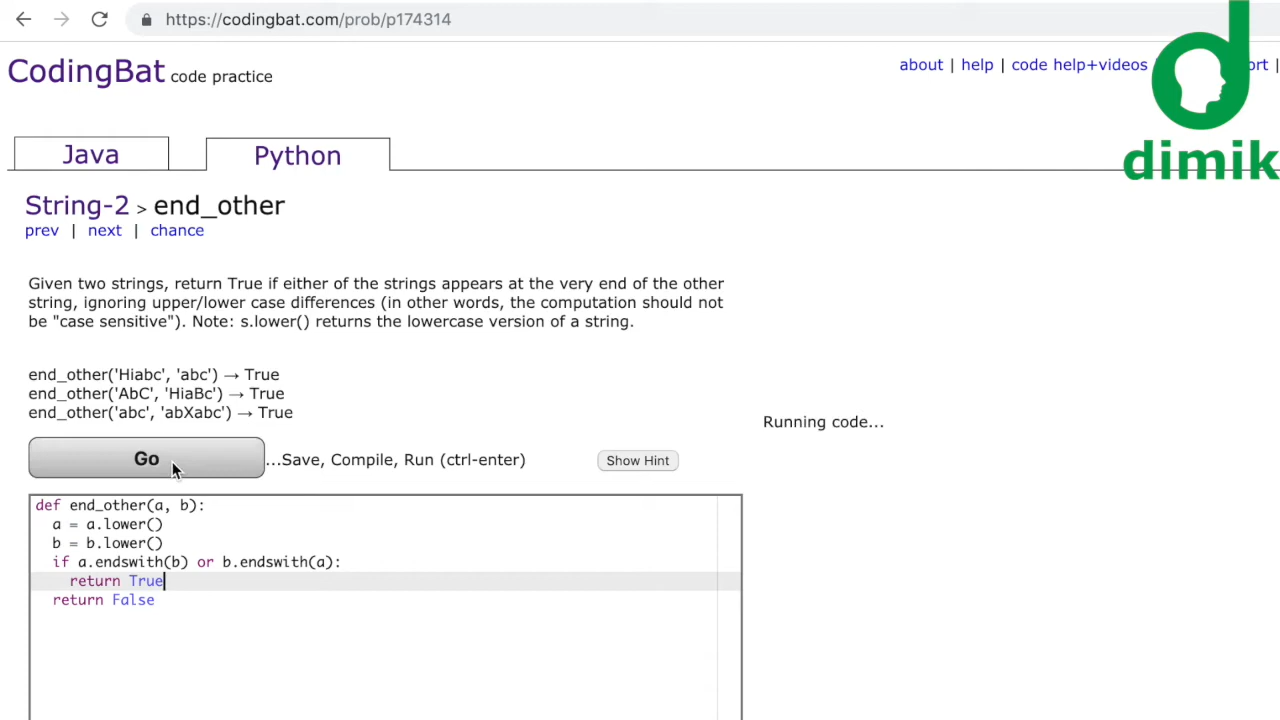 https://codingbat.com/prob/p174314
CodingBat code practice
about | help | code help+videos
ort |
dimik
Java
Python
String-2 > end_other
prev | next | chance
Given two strings, return True if either of the strings appears at the very end of the other
string, ignoring upper/lower case differences (in other words, the computation should not
be "case sensitive"). Note: s.lower() returns the lowercase version of a string.
end_other('Hiabc', 'abc') → True
end_other('AbC', 'HiaBc') → True
end_other('abc', 'abXabc') → True
Running code...
Go
...Save, Compile, Run (ctrl-enter)
Show Hint
def end_other(a, b):
  a = a.lower()
  b = b.lower()
  if a.endswith(b) or b.endswith(a):
    return True
  return False